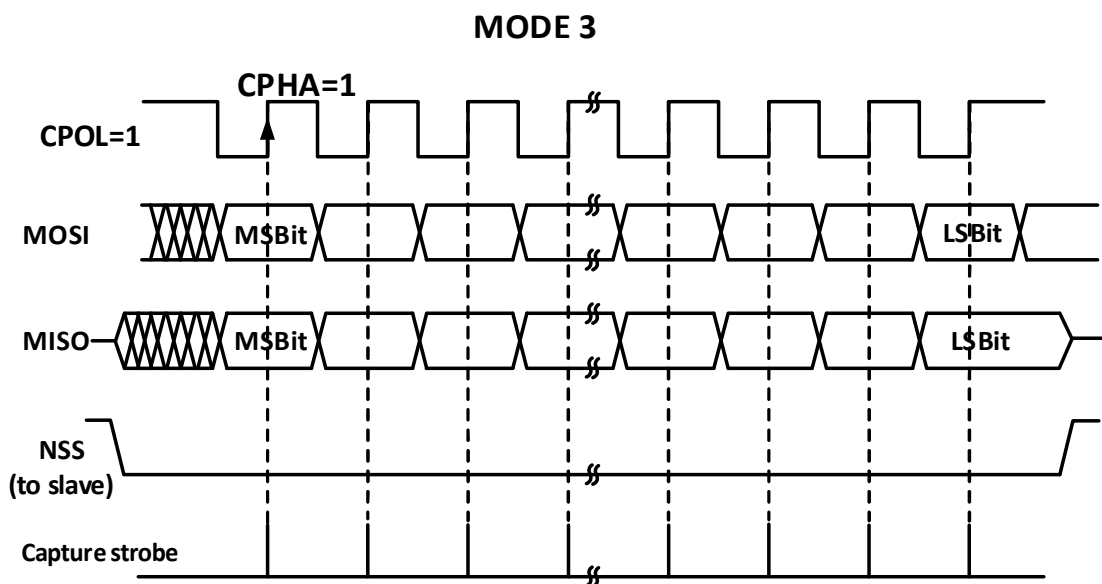 MODE 3
CPHA=1
CPOL=1
MOSI
MSBit
LSBit
MISO
MSBit
LSBit
NSS
(to slave)
Capture strobe